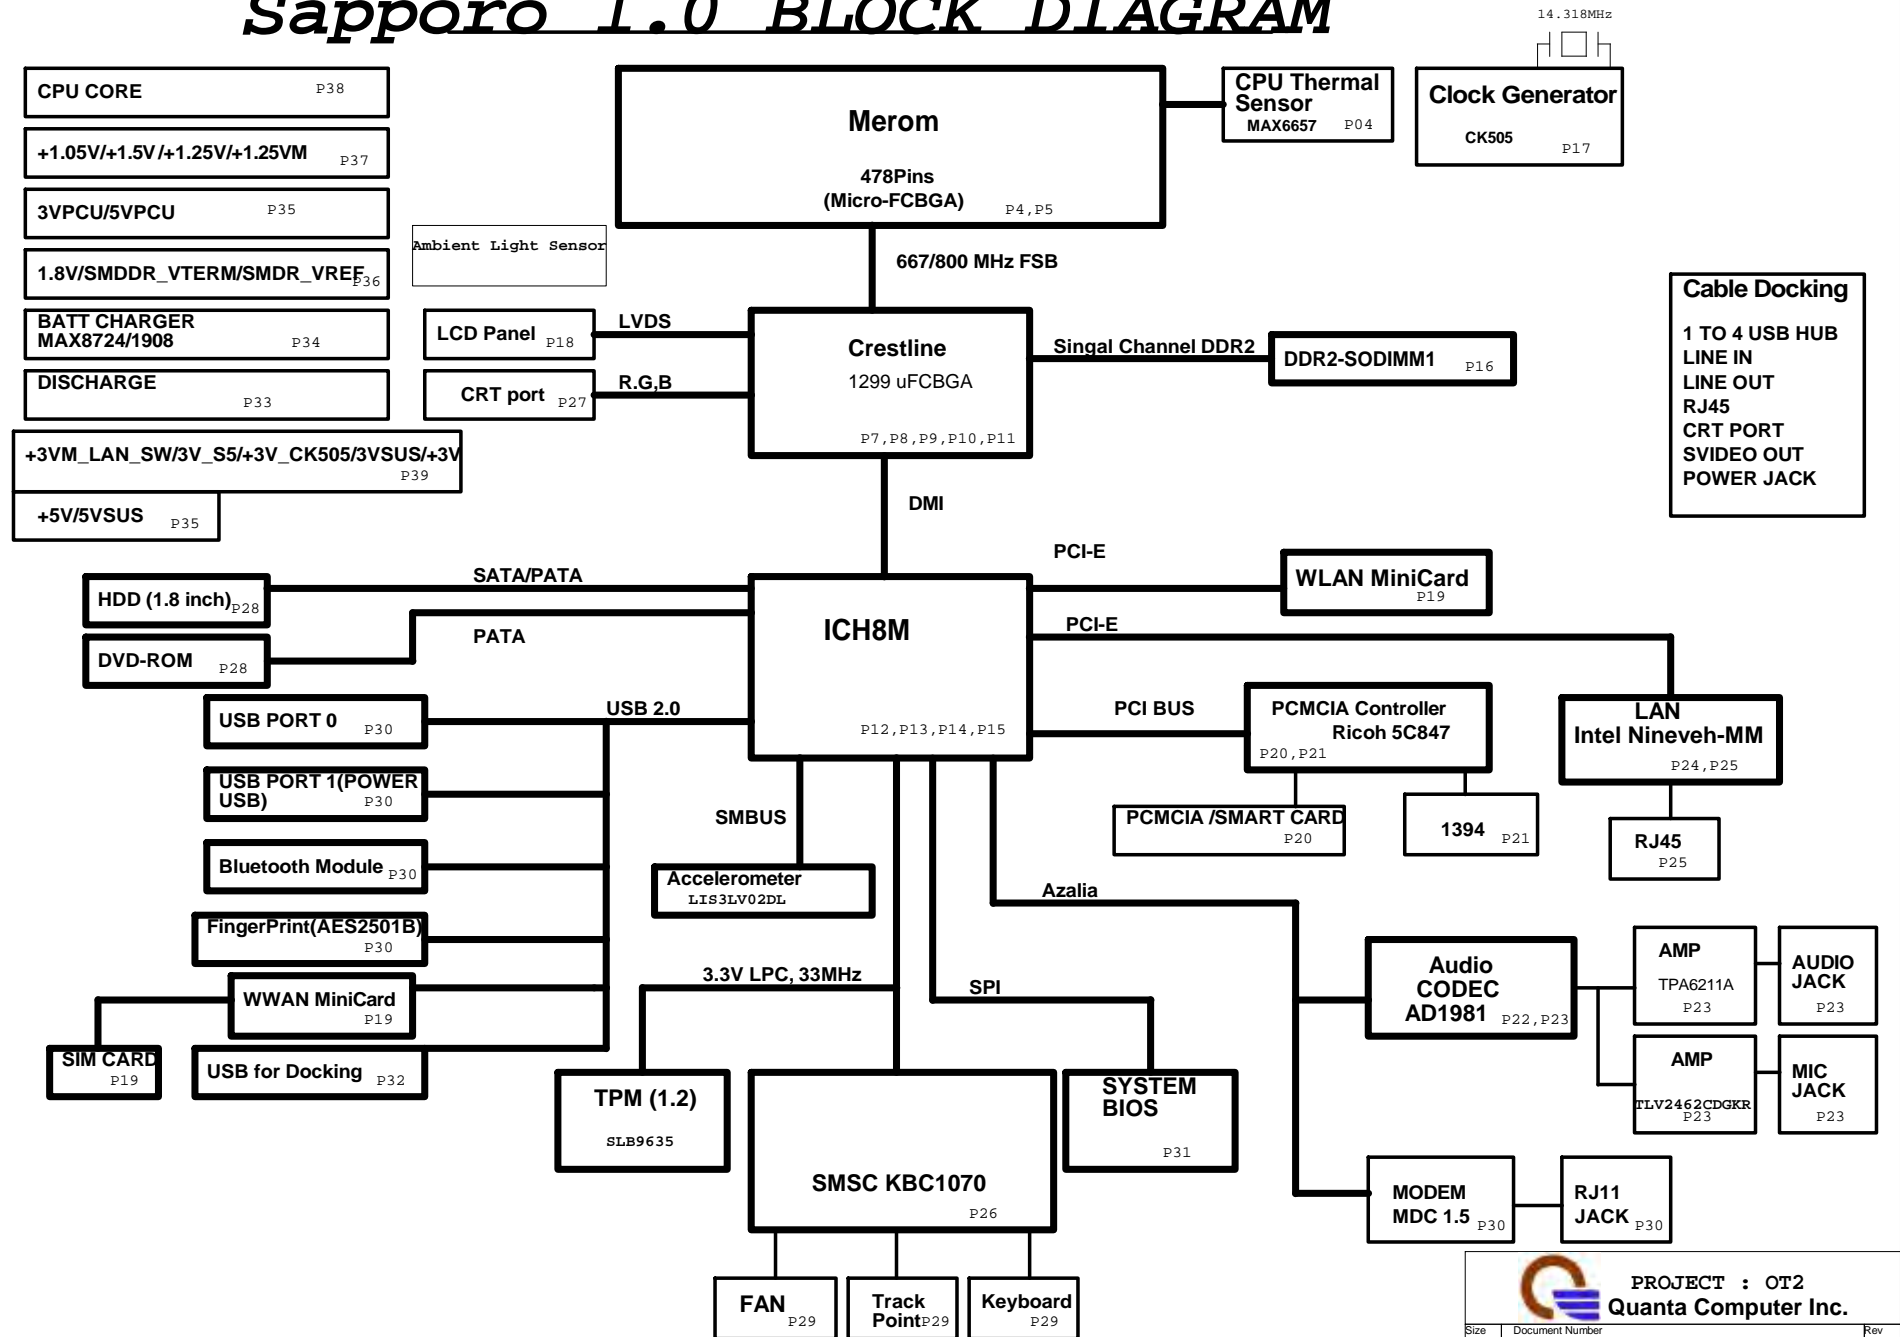 Sapporo 1.0 BLOCK DIAGRAM
14.318MHz
CPU CORE P38
+1.05V/+1.5V/+1.25V/+1.25VM P37
3VPCU/5VPCU P35
1.8V/SMDDR_VTERM/SMDR_VREF P36
BATT CHARGER
MAX8724/1908 P34
DISCHARGE
P33
+3VM_LAN_SW/3V_S5/+3V_CK505/3VSUS/+3V
P39
+5V/5VSUS P35
Ambient Light Sensor
Merom
478Pins
(Micro-FCBGA) P4,P5
CPU Thermal
Sensor
MAX6657 P04
Clock Generator
CK505 P17
667/800 MHz FSB
LCD Panel P18
LVDS
CRT port P27
R.G,B
Crestline
1299 uFCBGA
P7,P8,P9,P10,P11
Singal Channel DDR2
DDR2-SODIMM1 P16
Cable Docking
1 TO 4 USB HUB
LINE IN
LINE OUT
RJ45
CRT PORT
SVIDEO OUT
POWER JACK
DMI
HDD (1.8 inch) P28
SATA/PATA
DVD-ROM P28
PATA
ICH8M
P12,P13,P14,P15
PCI-E
WLAN MiniCard
P19
PCI-E
LAN
Intel Nineveh-MM
P24,P25
RJ45
P25
PCI BUS
PCMCIA Controller
Ricoh 5C847
P20,P21
PCMCIA /SMART CARD
P20
1394 P21
USB 2.0
USB PORT 0
P30
USB PORT 1(POWER
USB) P30
Bluetooth Module P30
FingerPrint(AES2501B)
P30
WWAN MiniCard
P19
SIM CARD
P19
USB for Docking P32
SMBUS
Accelerometer
LIS3LV02DL
Azalia
3.3V LPC, 33MHz
SPI
TPM (1.2)
SLB9635
SMSC KBC1070
P26
SYSTEM
BIOS
P31
FAN
P29
Track
Point P29
Keyboard
P29
Audio
CODEC
AD1981 P22,P23
AMP
TPA6211A
P23
AUDIO
JACK
P23
AMP
TLV2462CDGKR
P23
MIC
JACK
P23
MODEM
MDC 1.5 P30
RJ11
JACK P30
PROJECT : OT2
Quanta Computer Inc.
Size Document Number Rev